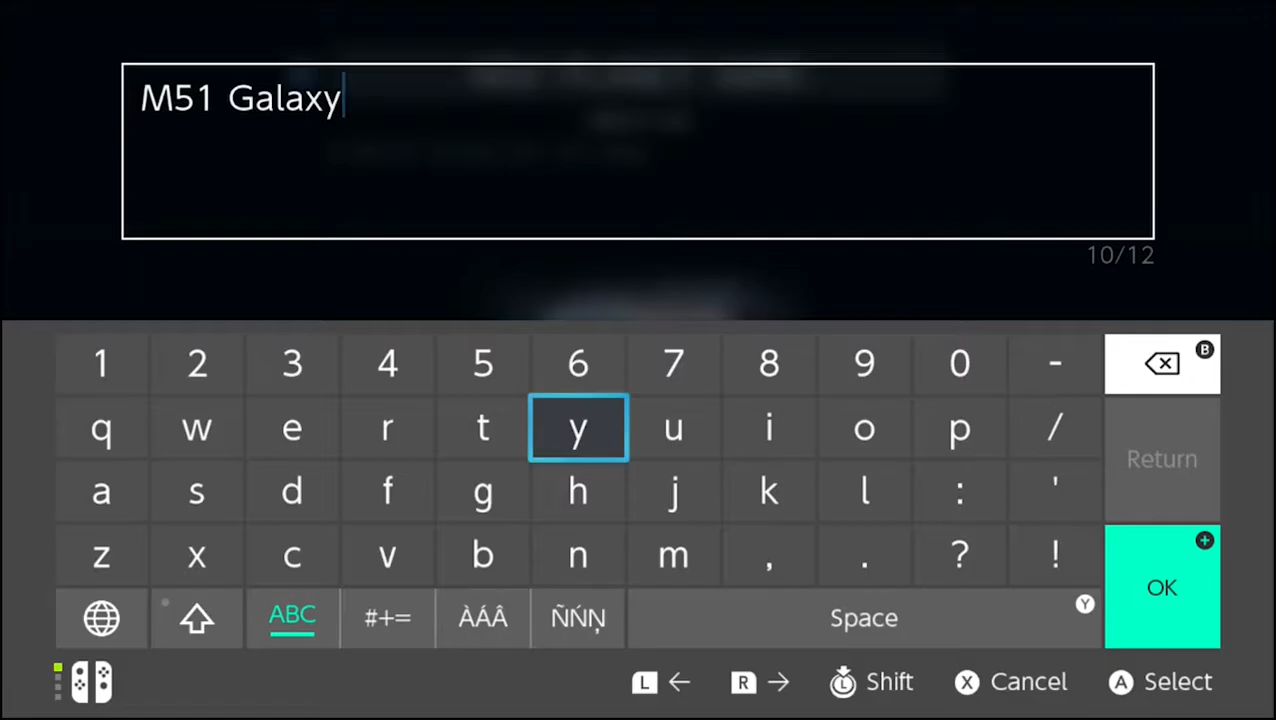 M51 Galaxy
10/12
1 2 3 4 5 6 7 8 9 0 - B
q w e r t y u i o p / Return
a s d f g h j k l : '
z x c v b n m , . ? ! + OK
ABC #+= ÀÁÂ ÑŃŅ Space Y
L ← R → L Shift X Cancel A Select